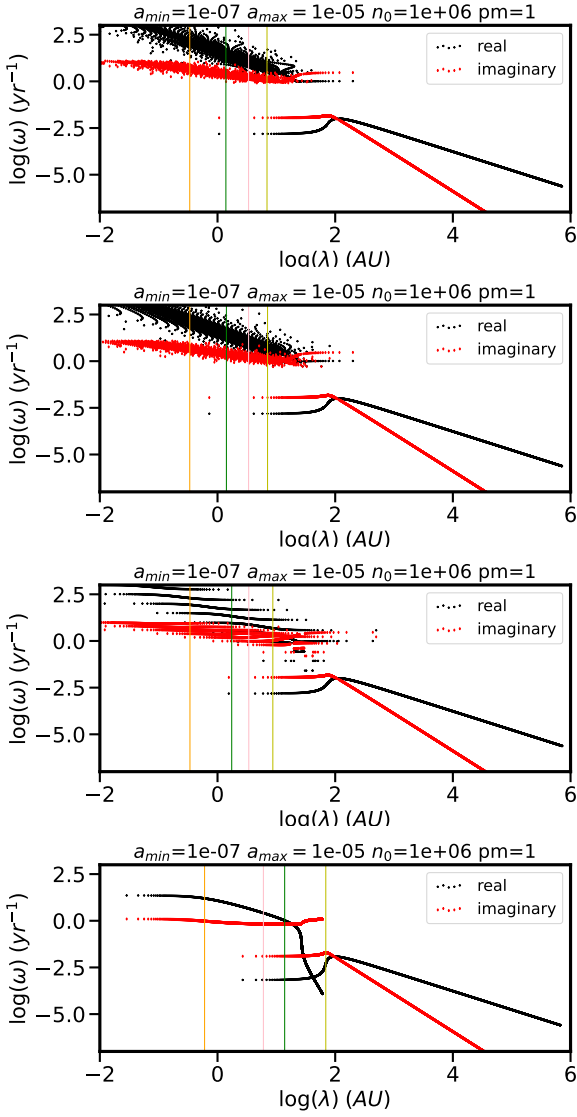 a_min=1e-07 a_max = 1e-05 n_0=1e+06 pm=1
log(ω) (yr⁻¹)
2.5
0.0
−2.5
−5.0
real
imaginary
−2 0 2 4 6
log(λ) (AU)
a_min=1e-07 a_max = 1e-05 n_0=1e+06 pm=1
log(ω) (yr⁻¹)
2.5
0.0
−2.5
−5.0
real
imaginary
−2 0 2 4 6
log(λ) (AU)
a_min=1e-07 a_max = 1e-05 n_0=1e+06 pm=1
log(ω) (yr⁻¹)
2.5
0.0
−2.5
−5.0
real
imaginary
−2 0 2 4 6
log(λ) (AU)
a_min=1e-07 a_max = 1e-05 n_0=1e+06 pm=1
log(ω) (yr⁻¹)
2.5
0.0
−2.5
−5.0
real
imaginary
−2 0 2 4 6
log(λ) (AU)